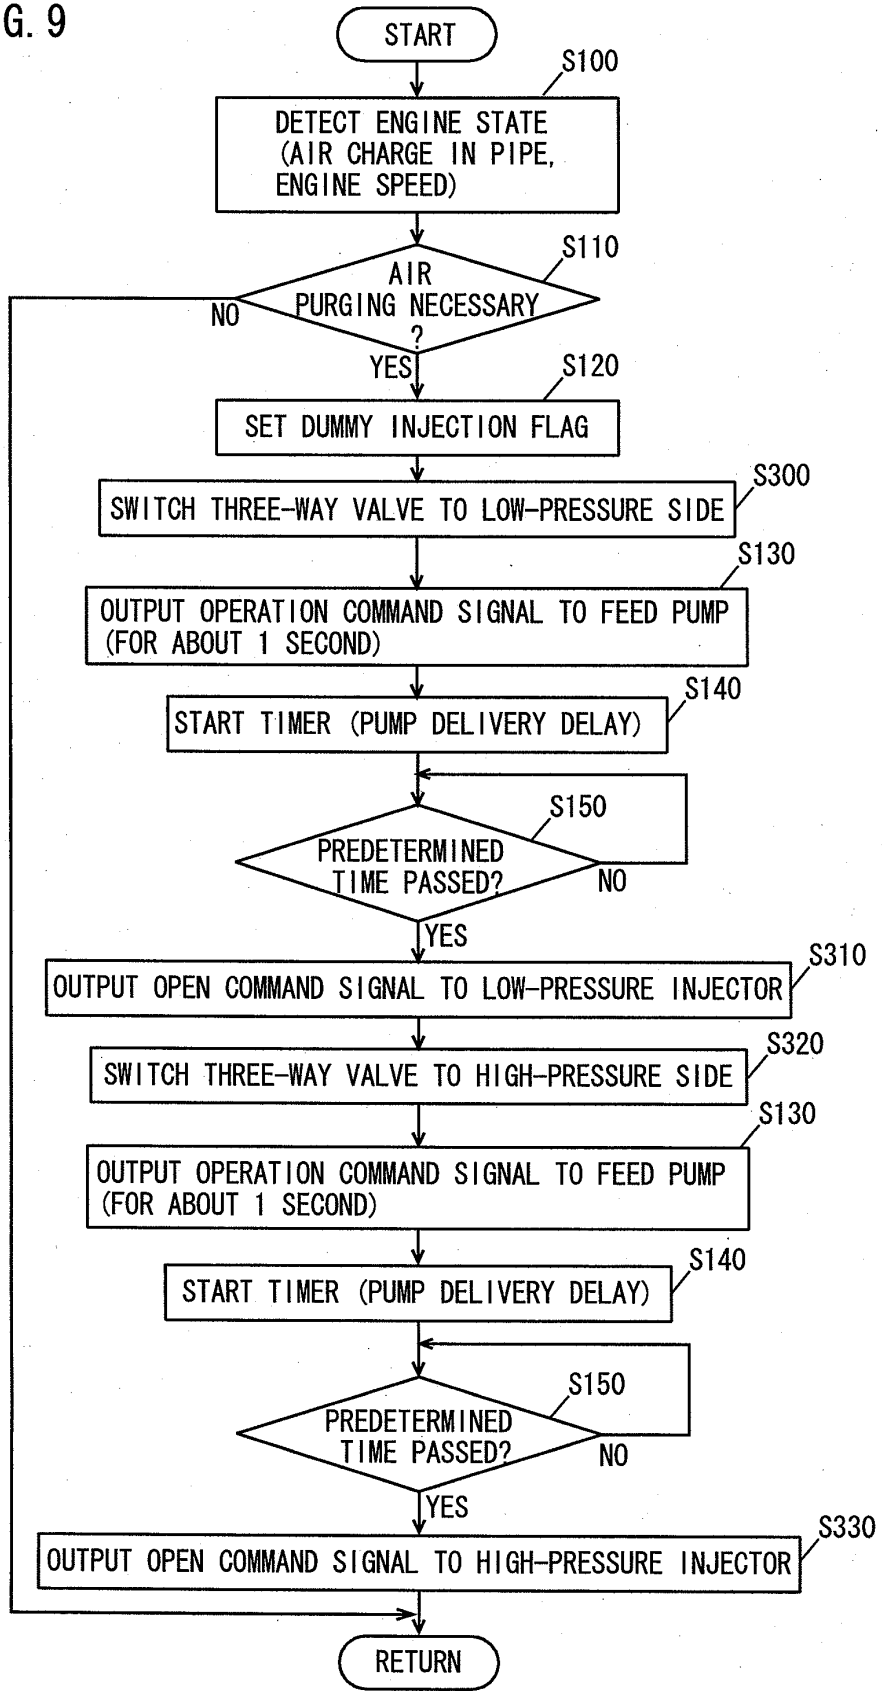 G. 9
START
S100
DETECT ENGINE STATE
(AIR CHARGE IN PIPE,
ENGINE SPEED)
S110
AIR
PURGING NECESSARY
?
NO
YES
S120
SET DUMMY INJECTION FLAG
S300
SWITCH THREE-WAY VALVE TO LOW-PRESSURE SIDE
S130
OUTPUT OPERATION COMMAND SIGNAL TO FEED PUMP
(FOR ABOUT 1 SECOND)
S140
START TIMER (PUMP DELIVERY DELAY)
S150
PREDETERMINED
TIME PASSED?
NO
YES
S310
OUTPUT OPEN COMMAND SIGNAL TO LOW-PRESSURE INJECTOR
S320
SWITCH THREE-WAY VALVE TO HIGH-PRESSURE SIDE
S130
OUTPUT OPERATION COMMAND SIGNAL TO FEED PUMP
(FOR ABOUT 1 SECOND)
S140
START TIMER (PUMP DELIVERY DELAY)
S150
PREDETERMINED
TIME PASSED?
NO
YES
S330
OUTPUT OPEN COMMAND SIGNAL TO HIGH-PRESSURE INJECTOR
RETURN